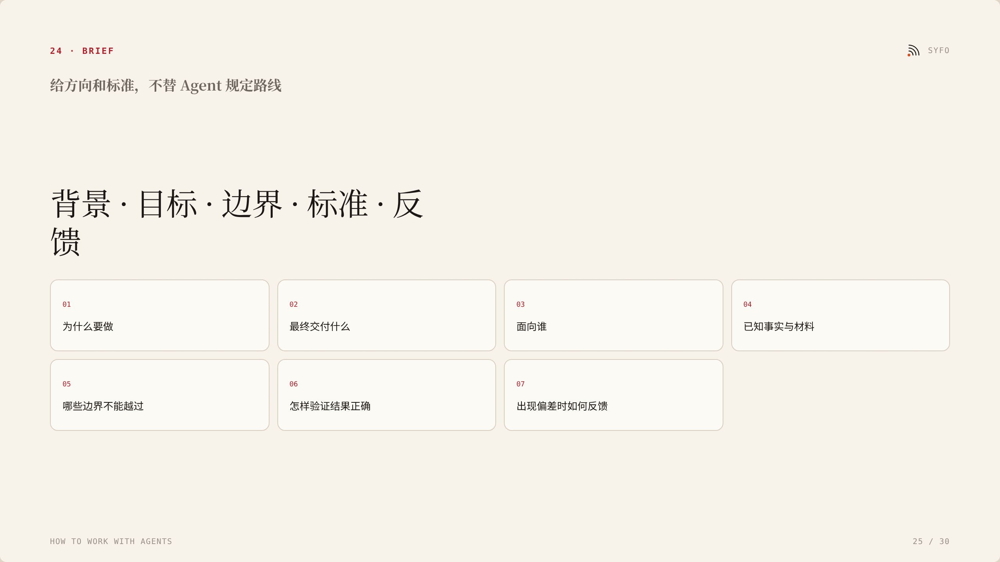 24 · BRIEF
SYFO
给方向和标准，不替 Agent 规定路线
背景 · 目标 · 边界 · 标准 · 反
馈
01
为什么要做
02
最终交付什么
03
面向谁
04
已知事实与材料
05
哪些边界不能越过
06
怎样验证结果正确
07
出现偏差时如何反馈
HOW TO WORK WITH AGENTS
25 / 30